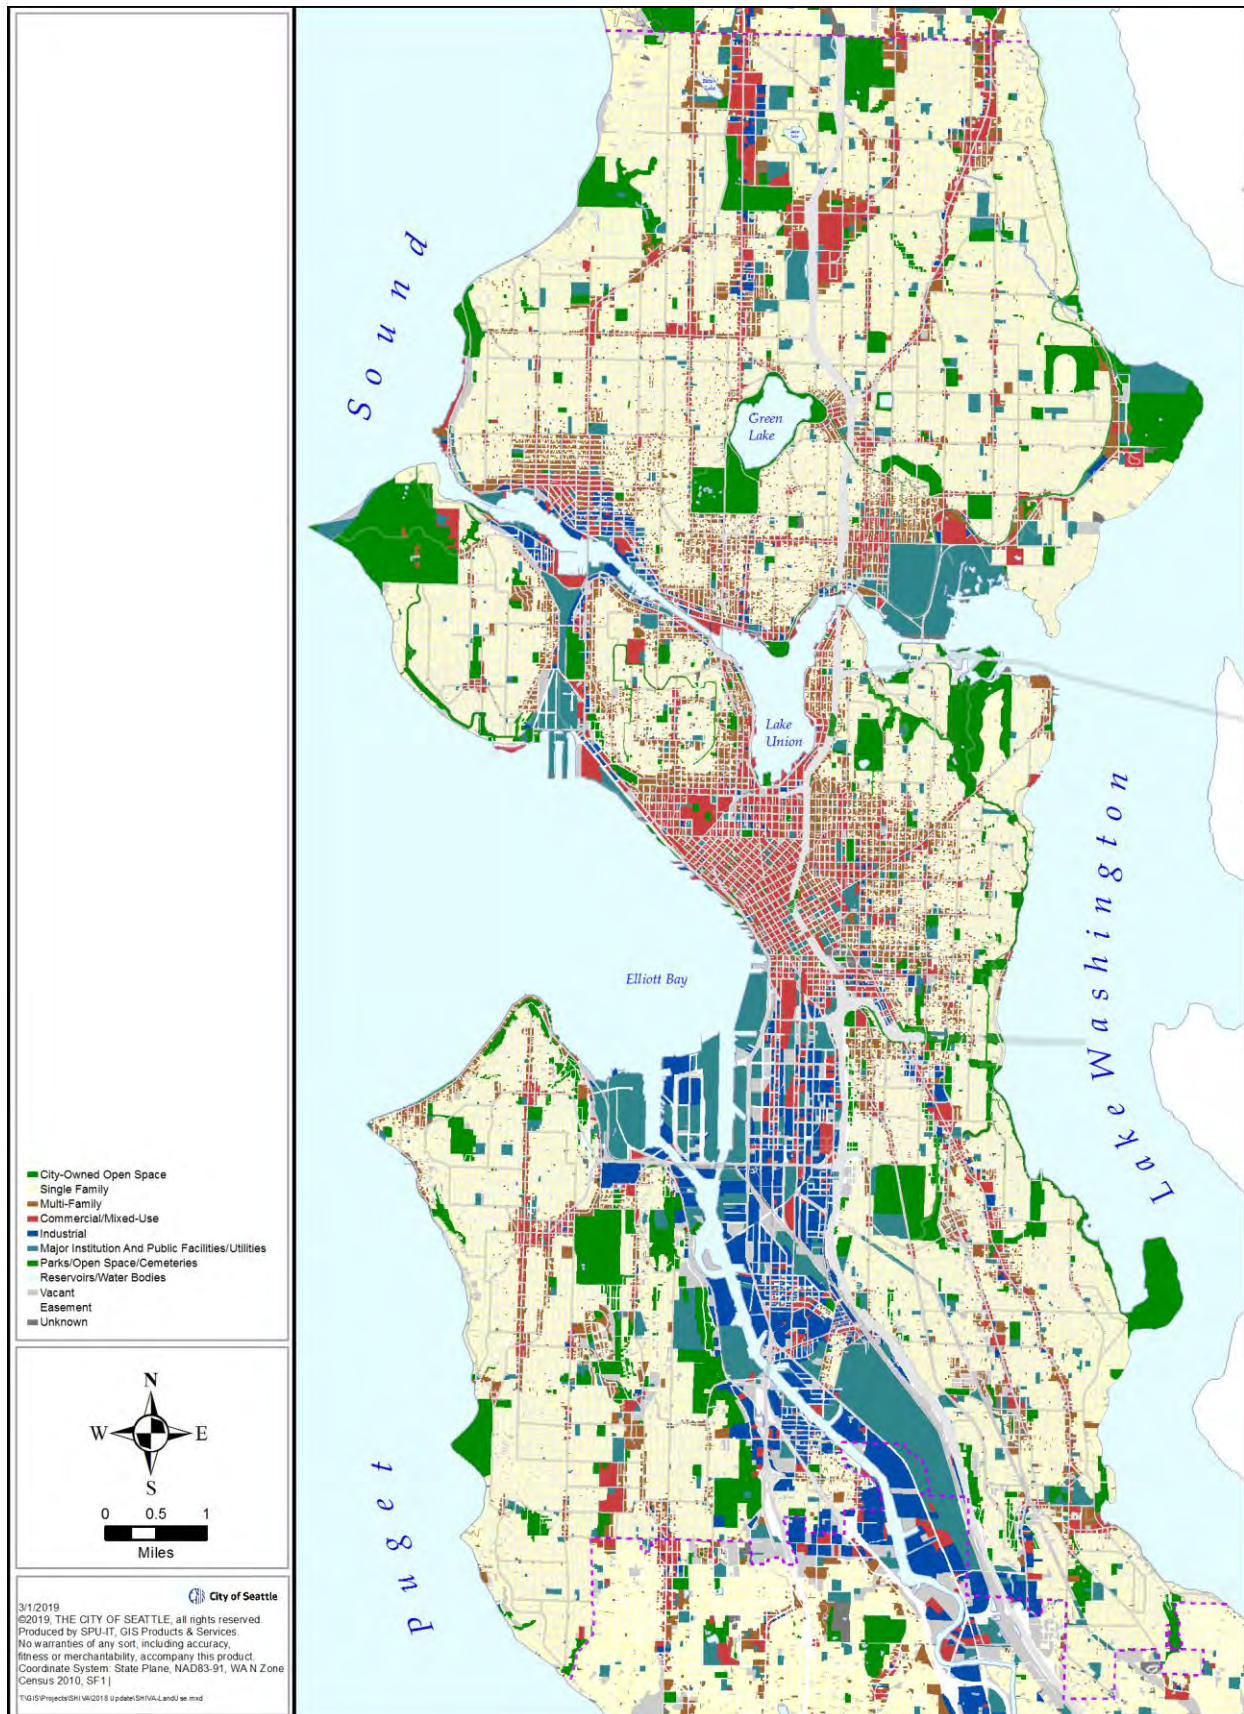 City-Owned Open Space
Single Family
Multi-Family
Commercial/Mixed-Use
Industrial
Major Institution And Public Facilities/Utilities
Parks/Open Space/Cemeteries
Reservoirs/Water Bodies
Vacant
Easement
Unknown
N
W E
S
0 0.5 1
Miles
City of Seattle
3/1/2019
©2019, THE CITY OF SEATTLE, all rights reserved.
Produced by SPU-IT, GIS Products & Services.
No warranties of any sort, including accuracy,
fitness or merchantability, accompany this product.
Coordinate System: State Plane, NAD83-91, WA N Zone
Census 2010, SF1 |
Puget
Sound
Green
Lake
Lake
Union
Elliott Bay
Lake Washington